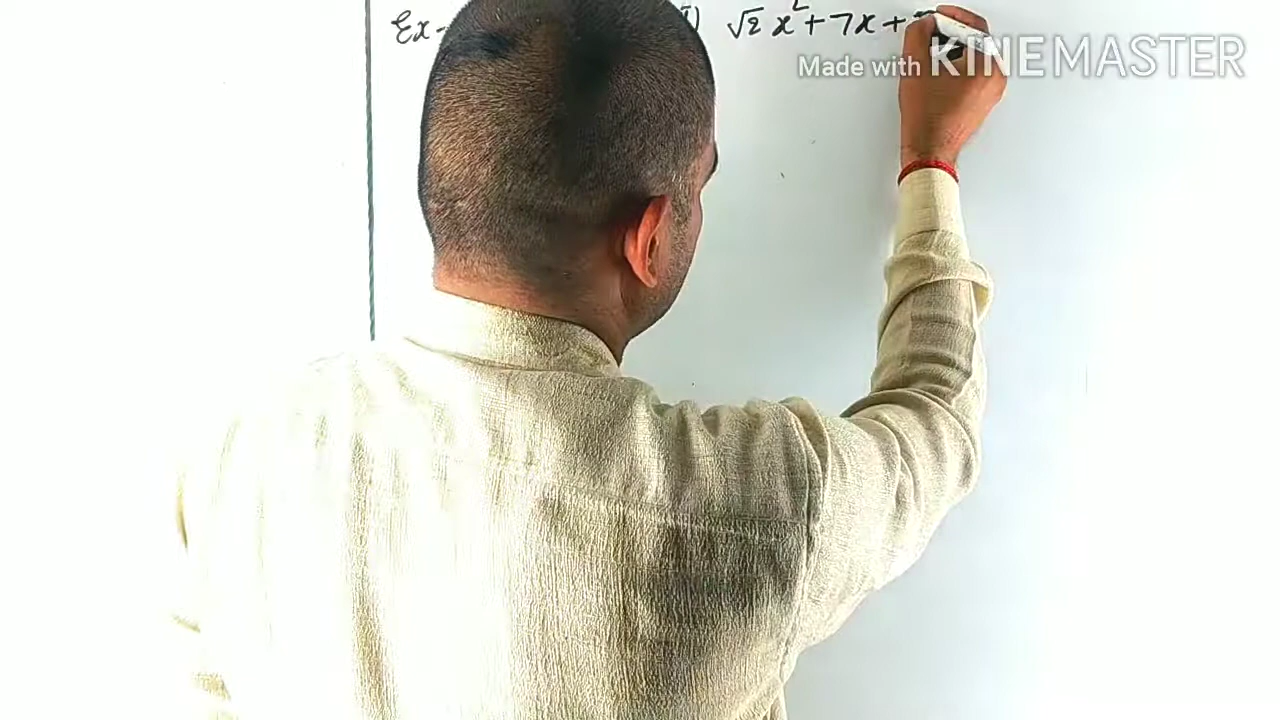 Ex- i) √2 x² + 7x +
Made with KINEMASTER